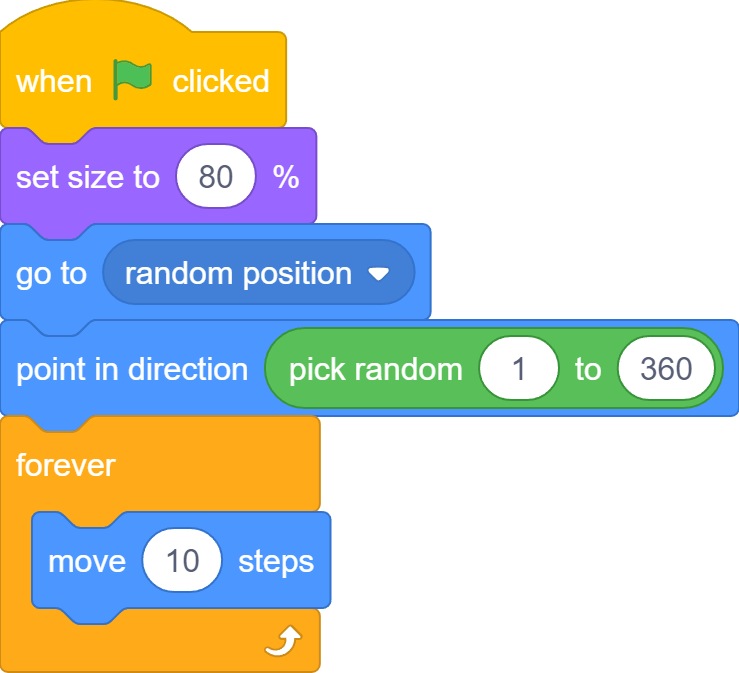 when clicked
set size to 80 %
go to random position
point in direction pick random 1 to 360
forever
move 10 steps